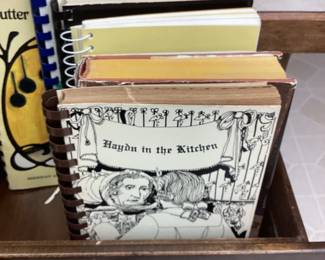 utter
Haydn in the Kitchen